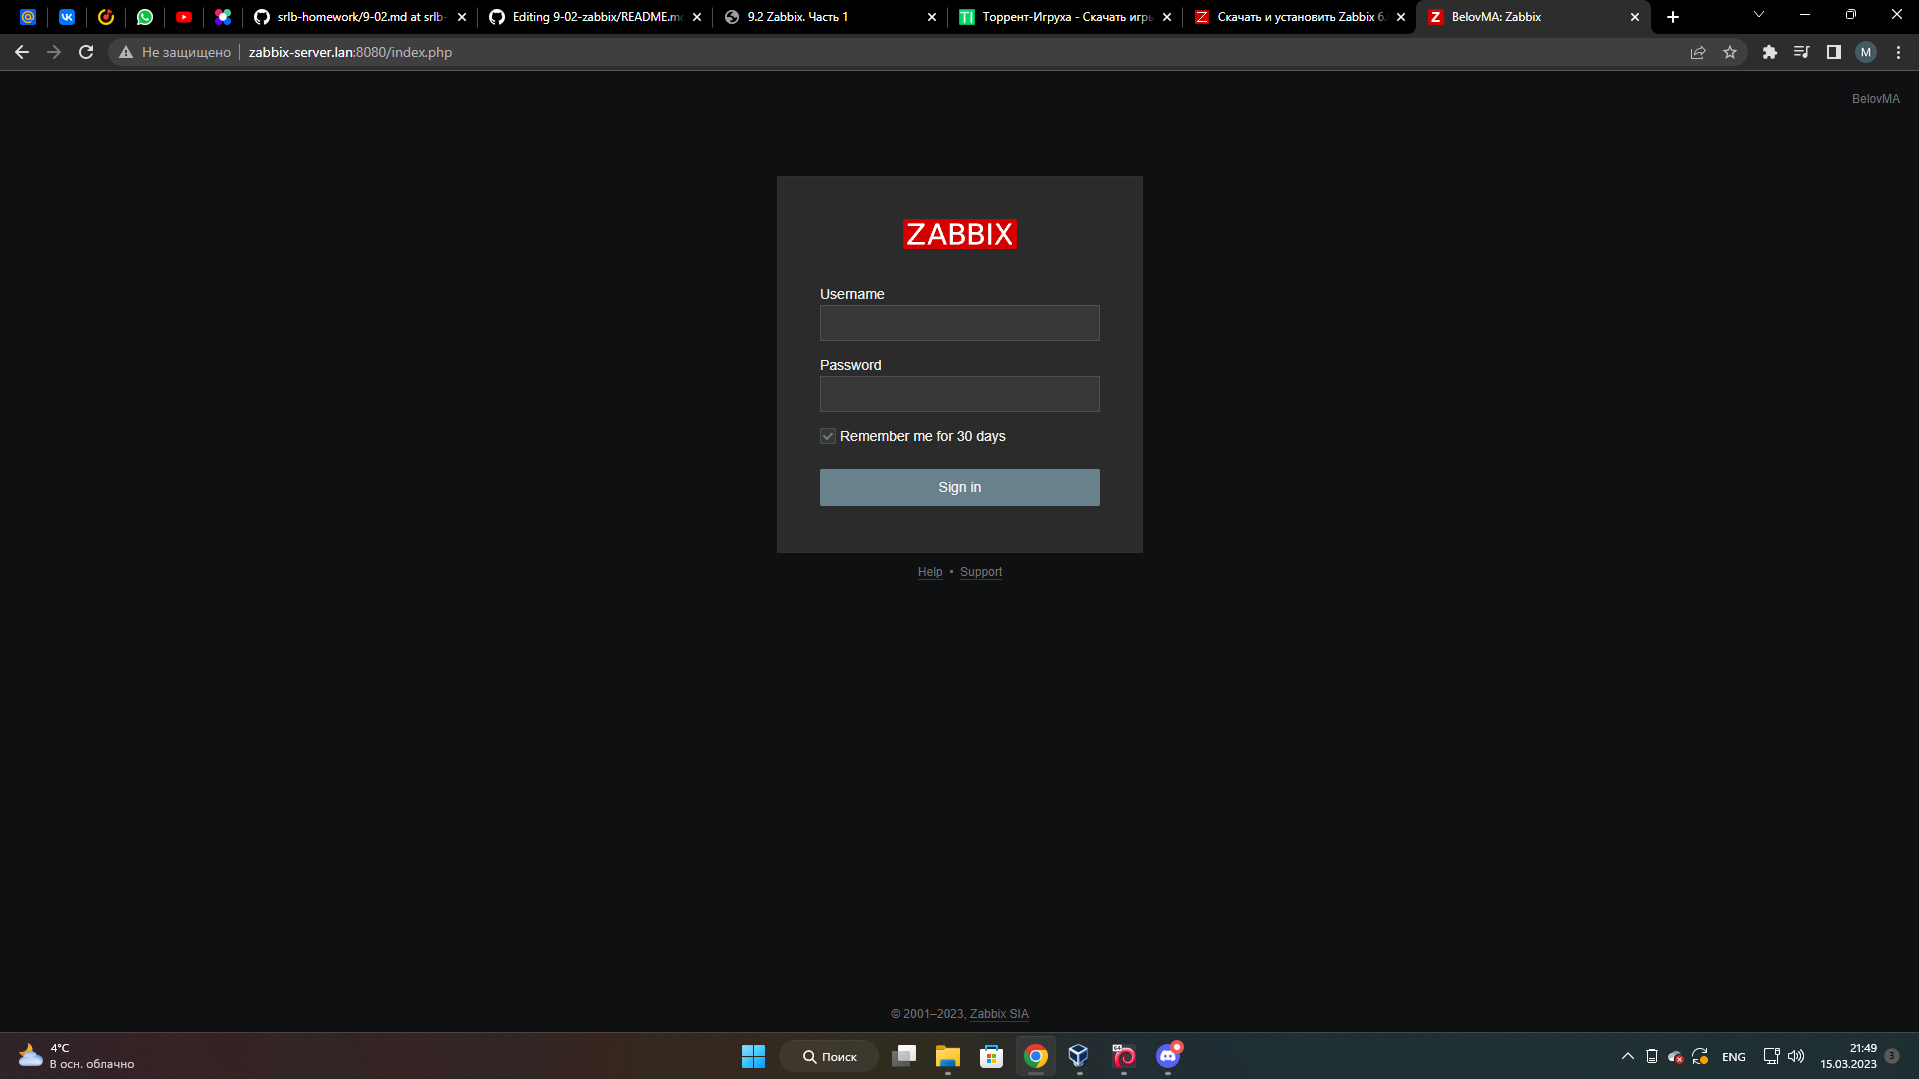 srlb-homework/9-02.md at srlb-
Editing 9-02-zabbix/README.m
9.2 Zabbix. Часть 1
Торрент-Игруха - Скачать игры
Скачать и установить Zabbix 6.
BelovMA: Zabbix
Не защищено
zabbix-server.lan:8080/index.php
M
BelovMA
ZABBIX
Username
Password
Remember me for 30 days
Sign in
Help • Support
© 2001–2023, Zabbix SIA
4°C
В осн. облачно
Поиск
64
ENG
21:49
15.03.2023
3